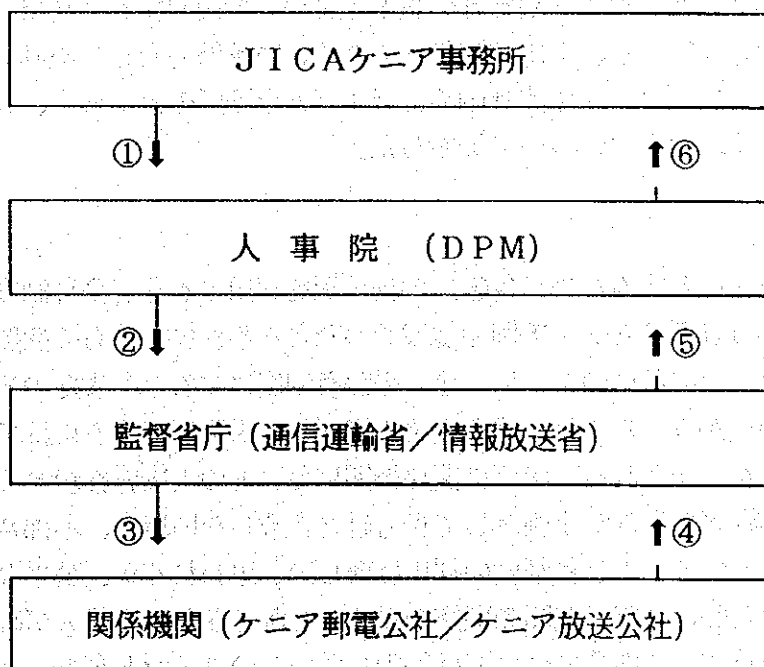 JICAケニア事務所
① ⑥
人事院 (DPM)
② ⑤
監督省庁（通信運輸省／情報放送省）
③ ④
関係機関（ケニア郵電公社／ケニア放送公社）